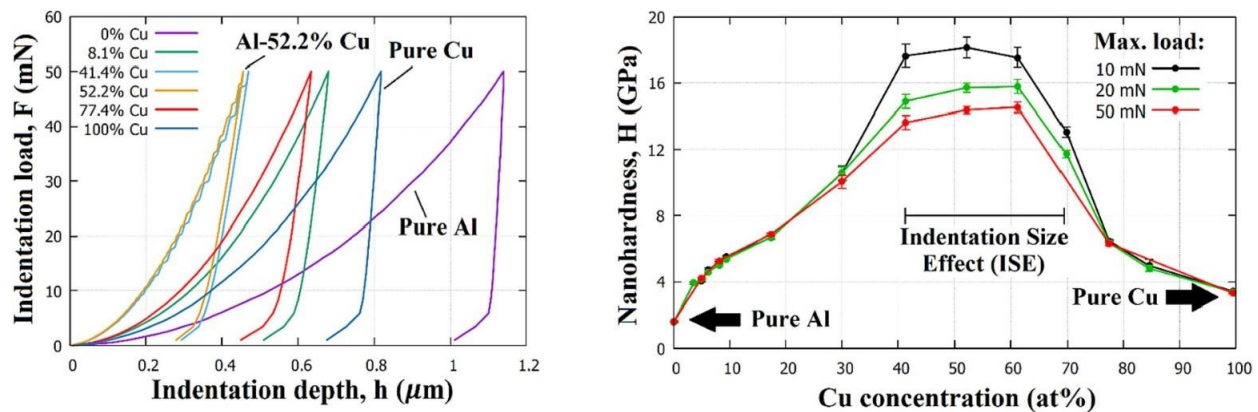 60
50
40
30
20
10
0
0
0.2
0.4
0.6
0.8
1
1.2
Indentation load, F (mN)
Indentation depth, h (μm)
0% Cu
8.1% Cu
41.4% Cu
52.2% Cu
77.4% Cu
100% Cu
Al-52.2% Cu
Pure Cu
Pure Al
20
16
12
8
4
0
0
10
20
30
40
50
60
70
80
90
100
Nanohardness, H (GPa)
Cu concentration (at%)
Max. load:
10 mN
20 mN
50 mN
Indentation Size
Effect (ISE)
Pure Cu
Pure Al